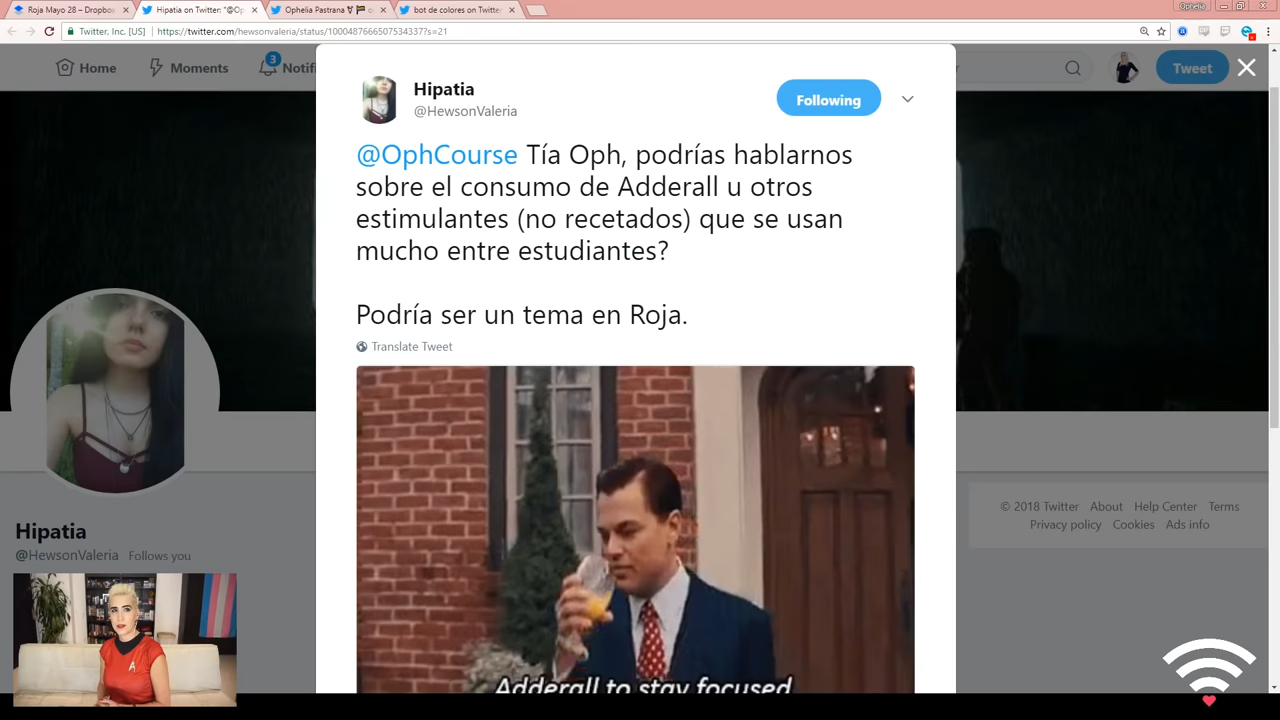 Roja Mayo 28 – Dropbox
Hipatia on Twitter: "@Op
Ophelia Pastrana
bot de colores on Twitter
Ophelia
Twitter, Inc. [US]
https://twitter.com/hewsonvaleria/status/1000487666507534337?s=21
Home
Moments
3
Notifi
Tweet
Hipatia
@HewsonValeria
Following
@OphCourse Tía Oph, podrías hablarnos
sobre el consumo de Adderall u otros
estimulantes (no recetados) que se usan
mucho entre estudiantes?
Podría ser un tema en Roja.
Translate Tweet
Adderall to stay focused
Hipatia
@HewsonValeria Follows you
© 2018 Twitter About Help Center Terms
Privacy policy Cookies Ads info